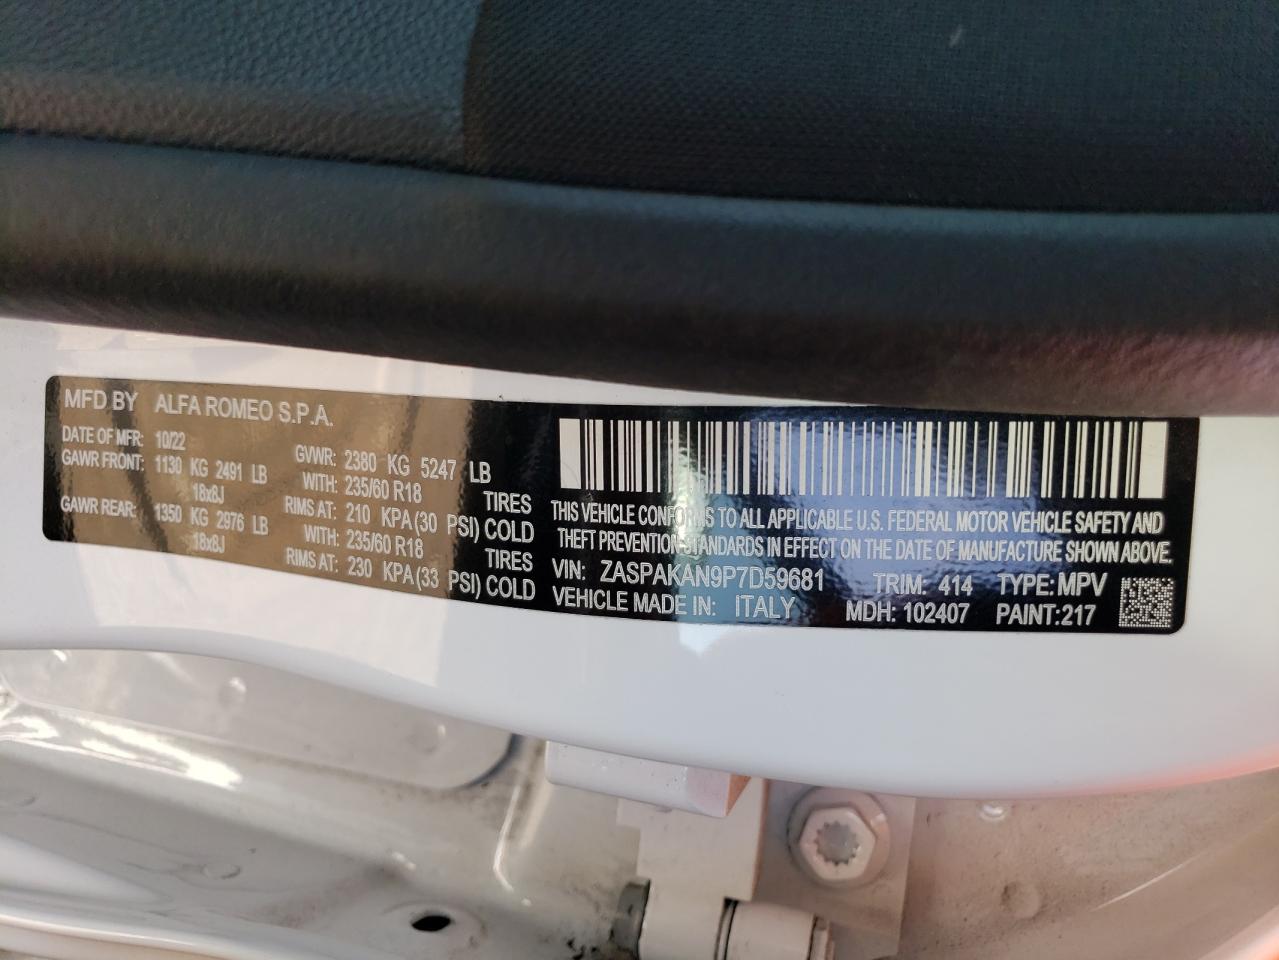 MFD BY ALFA ROMEO S.P.A.
DATE OF MFR: 10/22 GVWR: 2380 KG 5247 LB
GAWR FRONT: 1130 KG 2491 LB WITH: 235/60 R18 TIRES
18x8J RIMS AT: 210 KPA(30 PSI) COLD
GAWR REAR: 1350 KG 2976 LB WITH: 235/60 R18 TIRES
18x8J RIMS AT: 230 KPA(33 PSI) COLD
THIS VEHICLE CONFORMS TO ALL APPLICABLE U.S. FEDERAL MOTOR VEHICLE SAFETY AND
THEFT PREVENTION STANDARDS IN EFFECT ON THE DATE OF MANUFACTURE SHOWN ABOVE.
VIN: ZASPAKAN9P7D59681 TRIM: 414 TYPE: MPV
VEHICLE MADE IN: ITALY MDH: 102407 PAINT:217